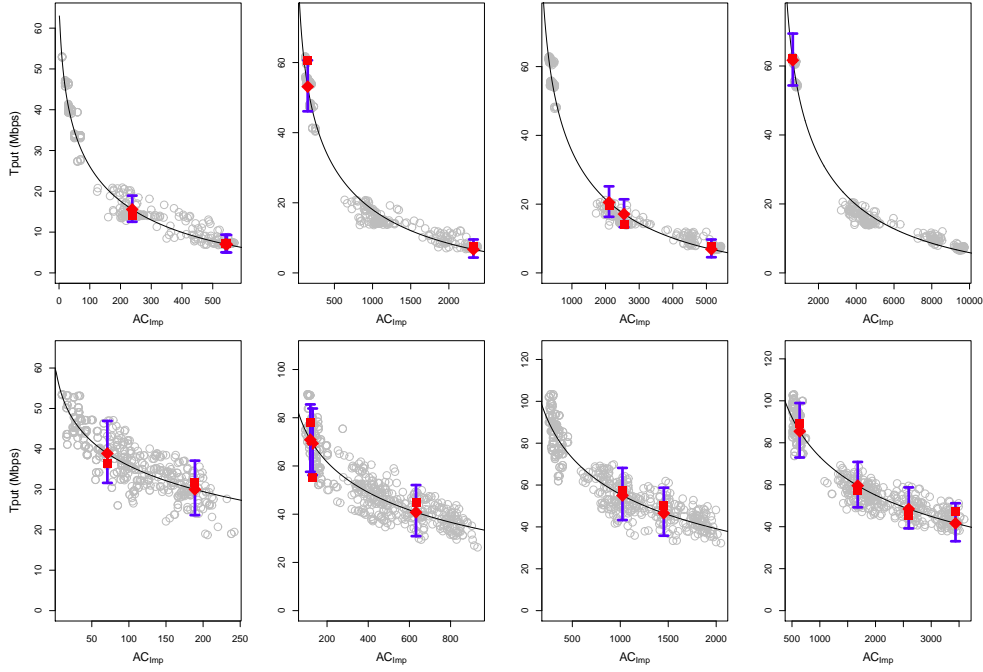 Tput (Mbps)
0 10 20 30 40 50 60
0 100 200 300 400 500
AC_Imp
0 20 40 60
500 1000 1500 2000
AC_Imp
0 20 40 60 80
1000 2000 3000 4000 5000
AC_Imp
0 20 40 60
2000 4000 6000 8000 10000
AC_Imp
Tput (Mbps)
0 10 20 30 40 50 60
50 100 150 200 250
AC_Imp
0 20 40 60 80 100
200 400 600 800
AC_Imp
0 20 40 60 80 100 120
500 1000 1500 2000
AC_Imp
0 20 40 60 80 100 120
500 1000 2000 3000
AC_Imp